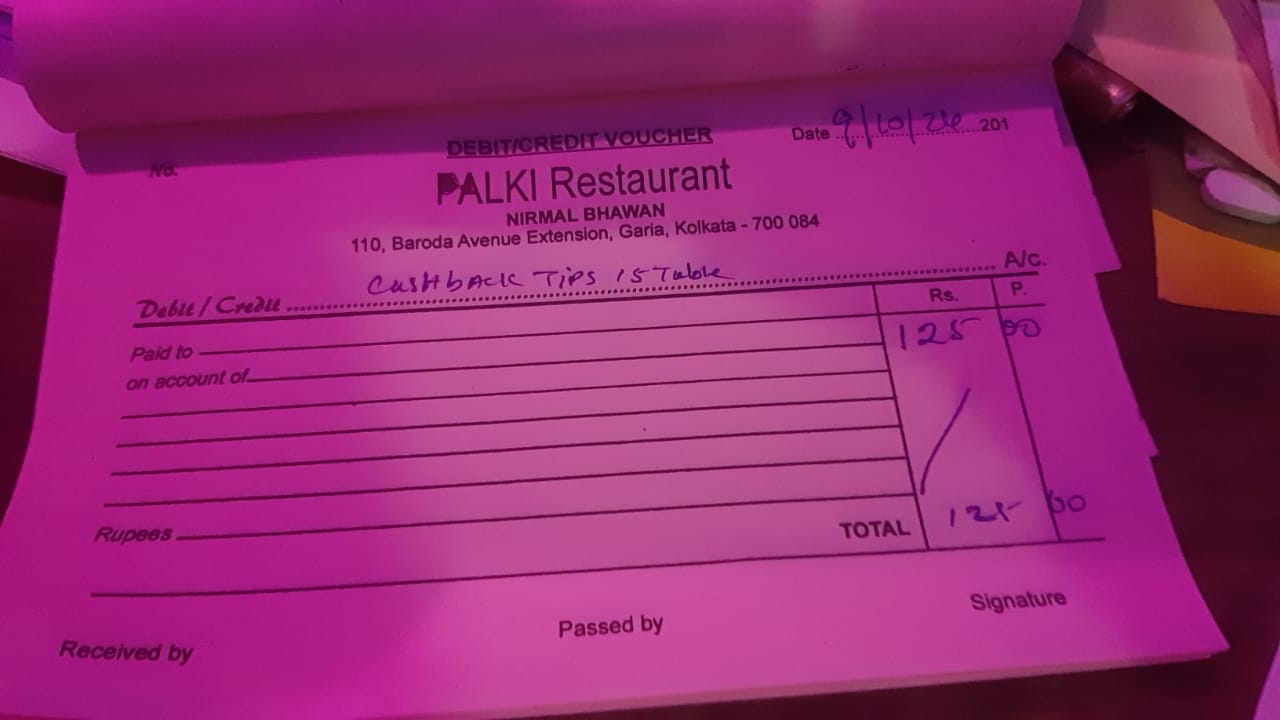 DEBIT/CREDIT VOUCHER
No.
Date 9/10/24 201
PALKI Restaurant
NIRMAL BHAWAN
110, Baroda Avenue Extension, Garia, Kolkata - 700 084
Debit / Credit CashbAck Tips 15 Table A/c.
Rs. P.
Paid to 125 00
on account of
Rupees
TOTAL 125 00
Received by Passed by Signature